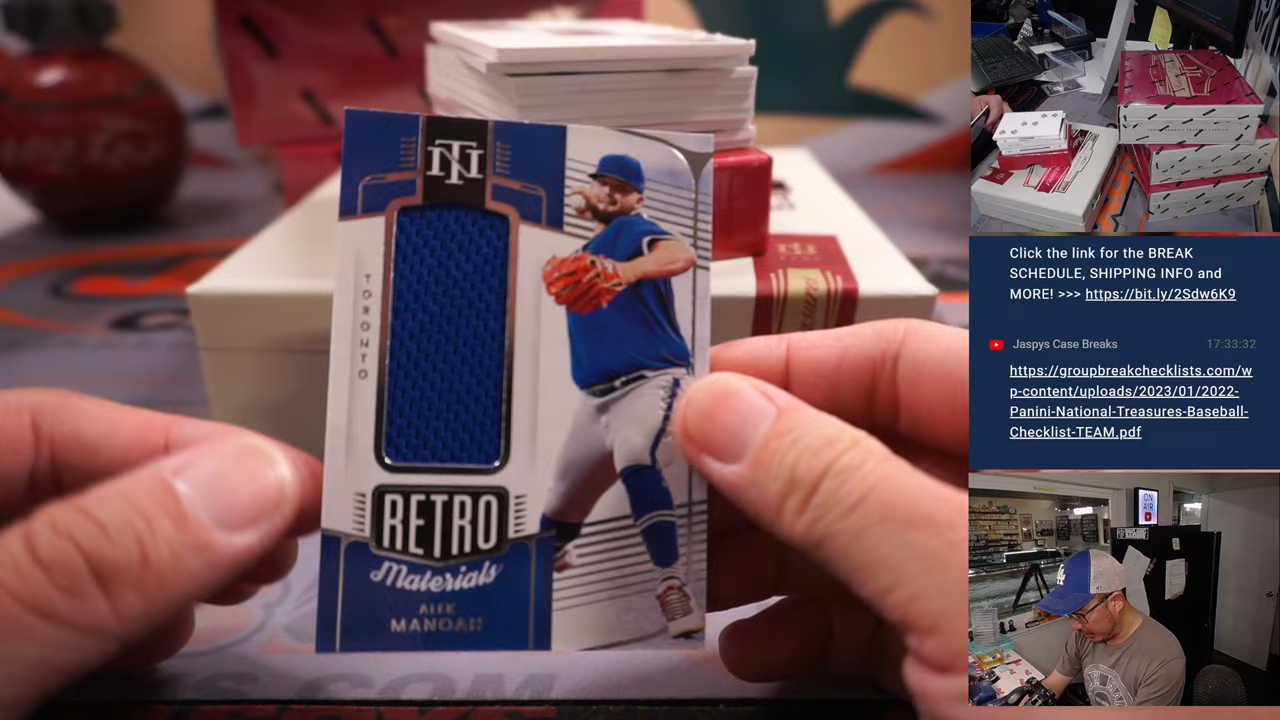 TORONTO
RETRO
Materials
ALEK
MANOAH
Click the link for the BREAK
SCHEDULE, SHIPPING INFO and
MORE! >>> https://bit.ly/2Sdw6K9
Jaspys Case Breaks 17:33:32
https://groupbreakchecklists.com/w
p-content/uploads/2023/01/2022-
Panini-National-Treasures-Baseball-
Checklist-TEAM.pdf
ON
AIR